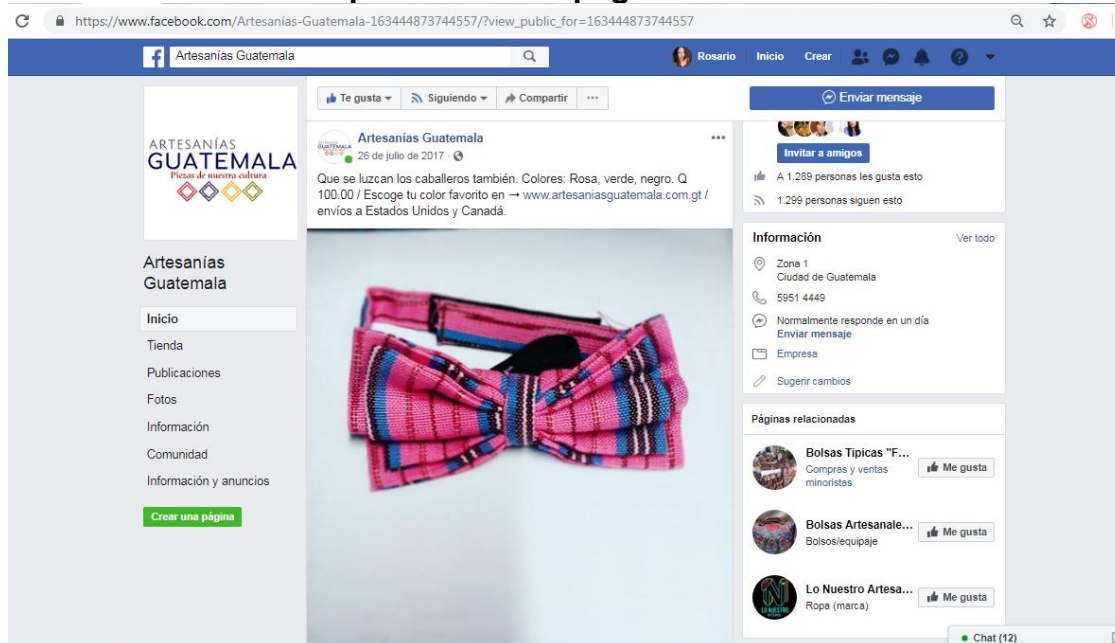 https://www.facebook.com/Artesanías-Guatemala-163444873744557/?view_public_for=163444873744557
Artesanías Guatemala
Rosario Inicio Crear
ARTESANÍAS
GUATEMALA
Piezas de nuestra cultura
Artesanías
Guatemala
Inicio
Tienda
Publicaciones
Fotos
Información
Comunidad
Información y anuncios
Crear una página
Te gusta Siguiendo Compartir
Artesanías Guatemala
26 de julio de 2017
Que se luzcan los caballeros también. Colores: Rosa, verde, negro. Q
100.00 / Escoge tu color favorito en → www.artesaniasguatemala.com.gt /
envíos a Estados Unidos y Canadá.
Enviar mensaje
Invitar a amigos
A 1.289 personas les gusta esto
1.299 personas siguen esto
Información Ver todo
Zona 1
Ciudad de Guatemala
5951 4449
Normalmente responde en un día
Enviar mensaje
Empresa
Sugerir cambios
Páginas relacionadas
Bolsas Tipicas "F...
Compras y ventas
minoristas
Me gusta
Bolsas Artesanale...
Bolsos/equipaje
Me gusta
Lo Nuestro Artesa...
Ropa (marca)
Me gusta
LO NUESTRO
Chat (12)